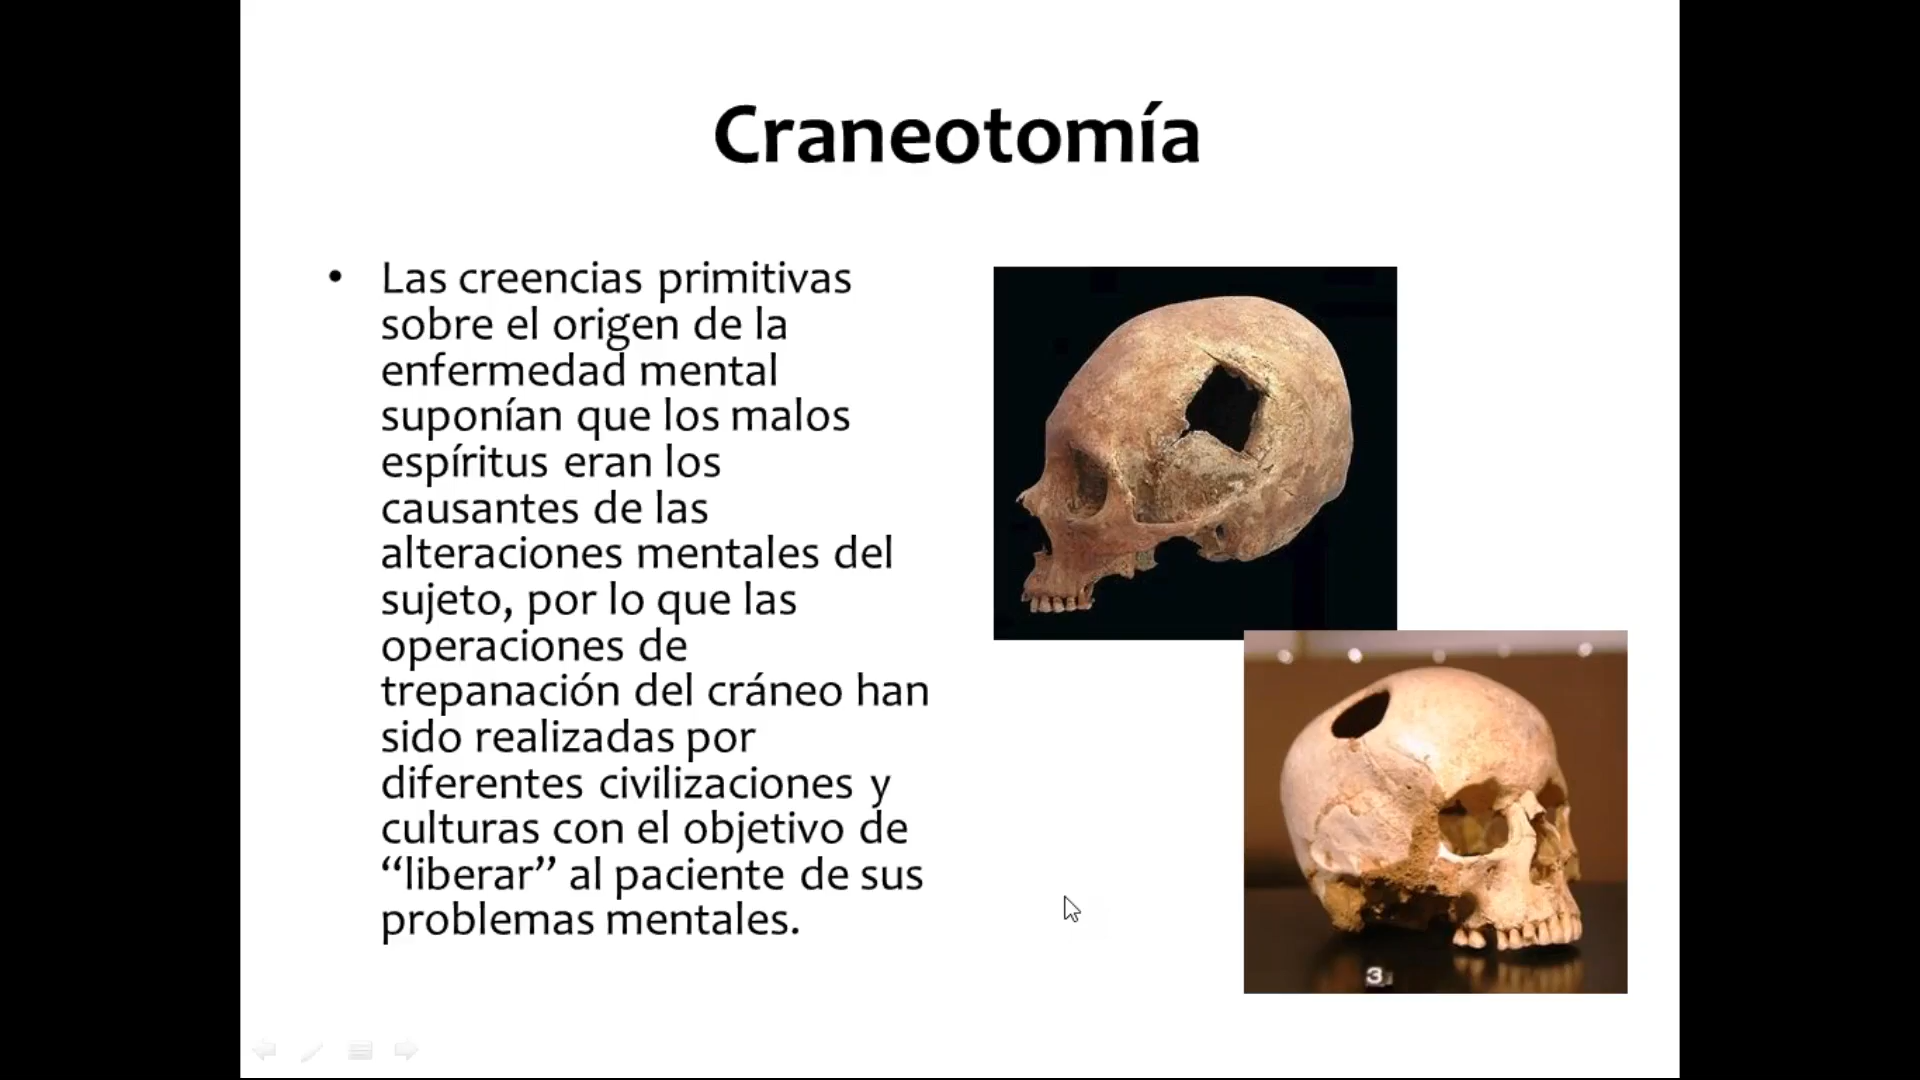 Craneotomía
• Las creencias primitivas
sobre el origen de la
enfermedad mental
suponían que los malos
espíritus eran los
causantes de las
alteraciones mentales del
sujeto, por lo que las
operaciones de
trepanación del cráneo han
sido realizadas por
diferentes civilizaciones y
culturas con el objetivo de
“liberar” al paciente de sus
problemas mentales.
3